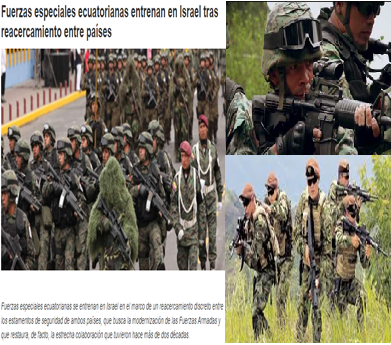 Fuerzas especiales ecuatorianas entrenan en Israel tras
reacercamiento entre países
Fuerzas especiales ecuatorianas se entrenan en Israel en el marco de un reacercamiento discreto entre
los estamentos de seguridad de ambos países, que busca la modernización de las Fuerzas Armadas y
que restaura, de facto, la estrecha colaboración que tuvieron hace más de dos décadas.